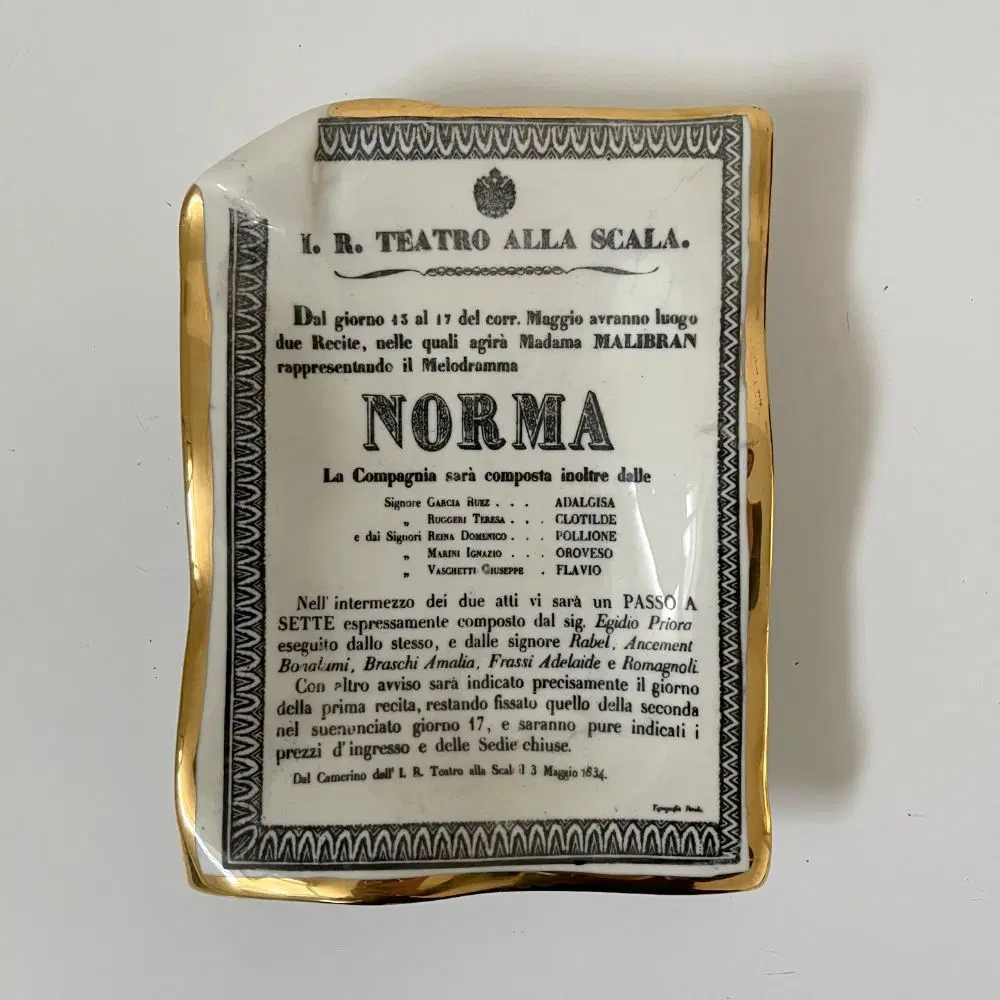 I. R. TEATRO ALLA SCALA.
Dal giorno 13 al 17 del corr. Maggio avranno luogo
due Recite, nelle quali agirà Madama MALIBRAN
rappresentando il Melodramma
NORMA
La Compagnia sarà composta inoltre dalle
Signore GARCIA RUEZ . . . ADALGISA
„ RUGGERI TERESA . . . CLOTILDE
e dai Signori REINA DOMENICO . . . POLLIONE
„ MARINI IGNAZIO . . . OROVESO
„ VASCHETTI GIUSEPPE . FLAVIO
Nell' intermezzo dei due atti vi sarà un PASSO A
SETTE espressamente composto dal sig. Egidio Priora
eseguito dallo stesso, e dalle signore Rabel, Ancement
Braschi Amalia, Frassi Adelaide e Romagnoli.
Con altro avviso sarà indicato precisamente il giorno
della prima recita, restando fissato quello della seconda
nel suenunciato giorno 17, e saranno pure indicati i
prezzi d'ingresso e delle Sedie chiuse.
Dal Camerino dell' I. R. Teatro alla Scala il 3 Maggio 1834.
Tipografia